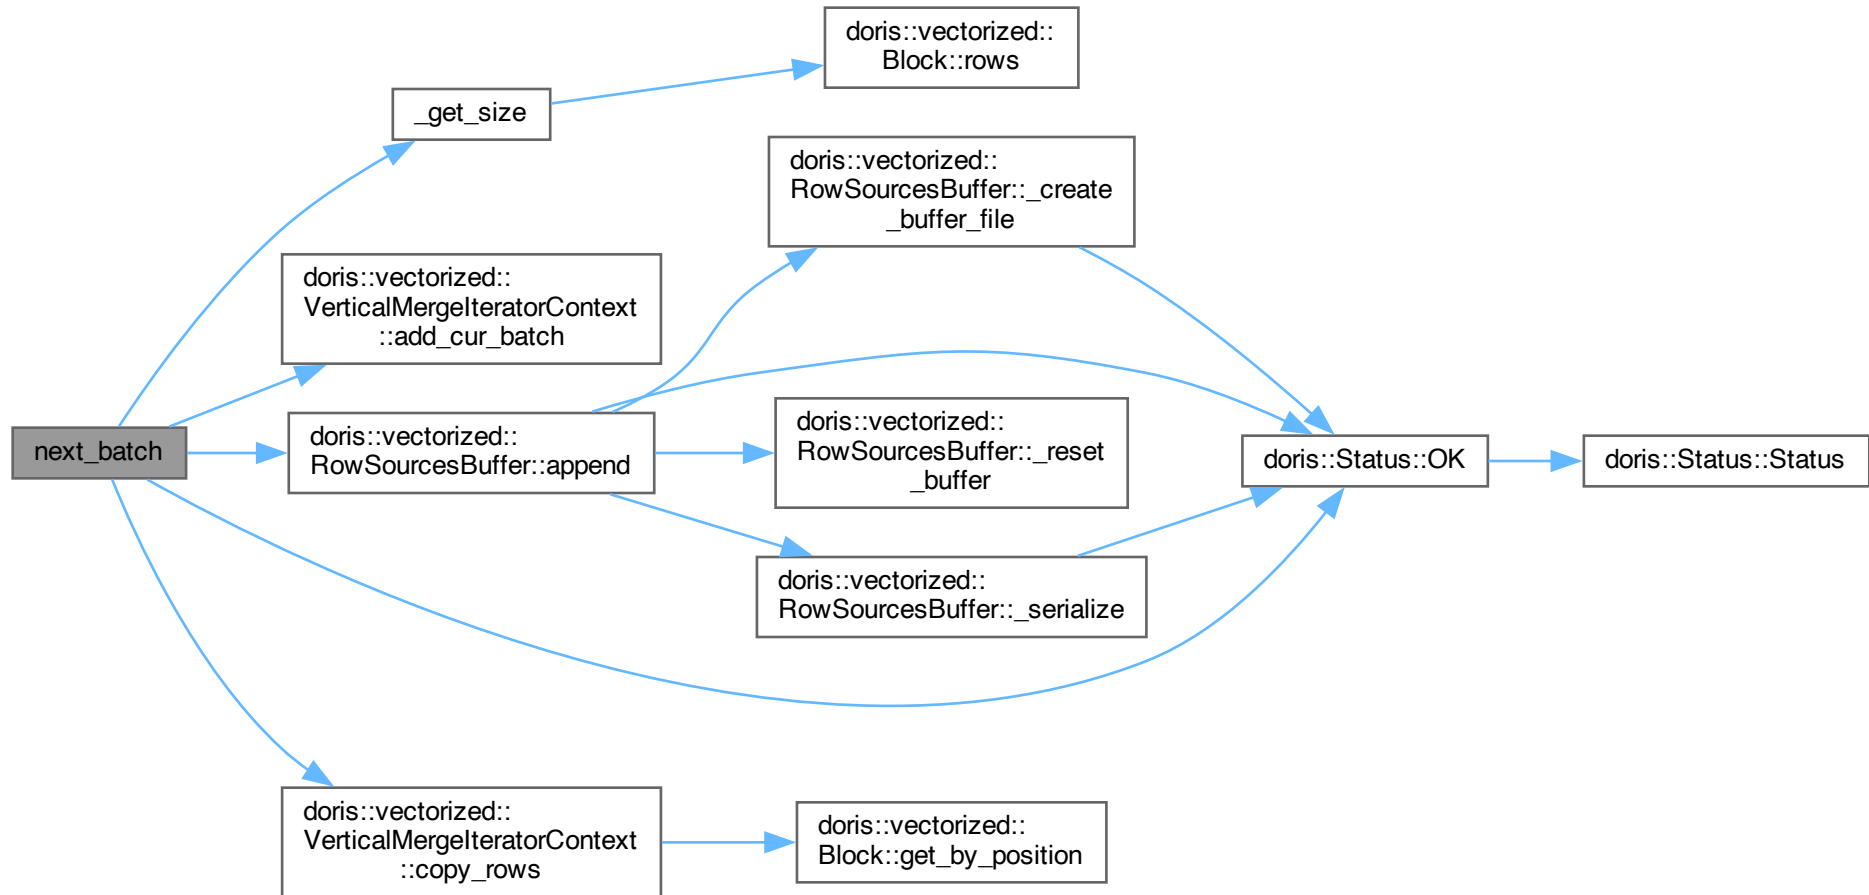 doris::vectorized::
Block::rows
_get_size
doris::vectorized::
RowSourcesBuffer::_create
_buffer_file
doris::vectorized::
VerticalMergeIteratorContext
::add_cur_batch
next_batch
doris::vectorized::
RowSourcesBuffer::append
doris::vectorized::
RowSourcesBuffer::_reset
_buffer
doris::Status::OK
doris::Status::Status
doris::vectorized::
RowSourcesBuffer::_serialize
doris::vectorized::
VerticalMergeIteratorContext
::copy_rows
doris::vectorized::
Block::get_by_position